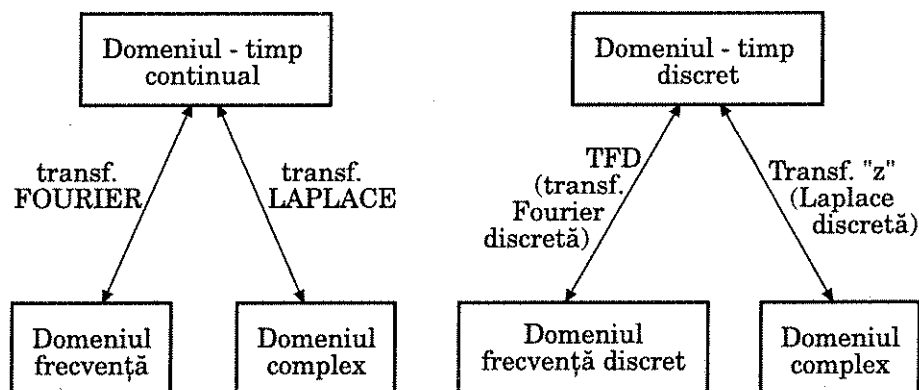 Domeniul - timp
continual
Domeniul - timp
discret
transf.
FOURIER
transf.
LAPLACE
TFD
(transf.
Fourier
discretă)
Transf. "z"
(Laplace
discretă)
Domeniul
frecvență
Domeniul
complex
Domeniul
frecvență discret
Domeniul
complex